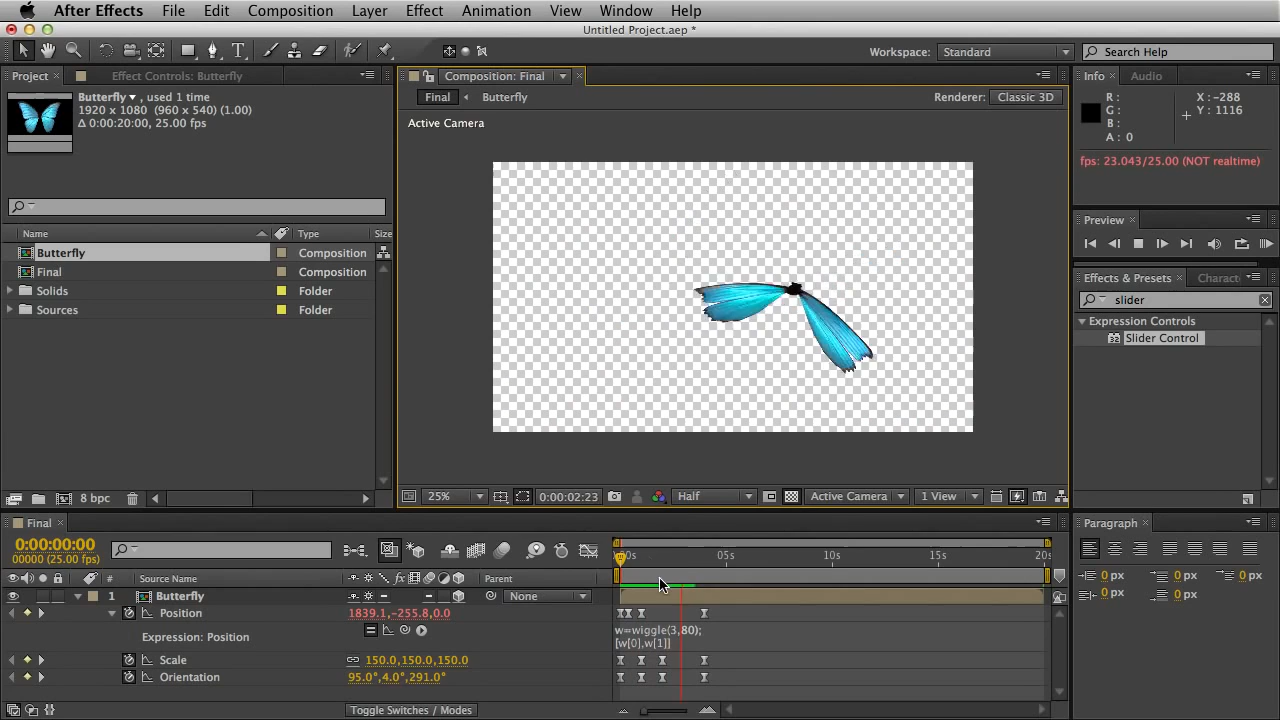 After Effects File Edit Composition Layer Effect Animation View Window Help
Untitled Project.aep *
Workspace: Standard Search Help
Project Effect Controls: Butterfly
Butterfly , used 1 time
1920 x 1080 (960 x 540) (1.00)
Δ 0:00:20:00, 25.00 fps
Name Type Size
Butterfly Composition
Final Composition
Solids Folder
Sources Folder
8 bpc
Composition: Final
Final Butterfly
Renderer: Classic 3D
Active Camera
25% 0:00:02:23 Half Active Camera 1 View
Info Audio
R : X : -288
G : Y : 1116
B :
A : 0
fps: 23.043/25.00 (NOT realtime)
Preview
Effects & Presets Charact
slider
Expression Controls
Slider Control
Final
0:00:00:00
00000 (25.00 fps)
# Source Name Parent
1 Butterfly None
Position 1839.1,-255.8,0.0
Expression: Position
Scale 150.0,150.0,150.0
Orientation 95.0°,4.0°,291.0°
Toggle Switches / Modes
05s 10s 15s 20s
w=wiggle(3,80);
[w[0],w[1]]
Paragraph
0 px 0 px 0 px
0 px 0 px